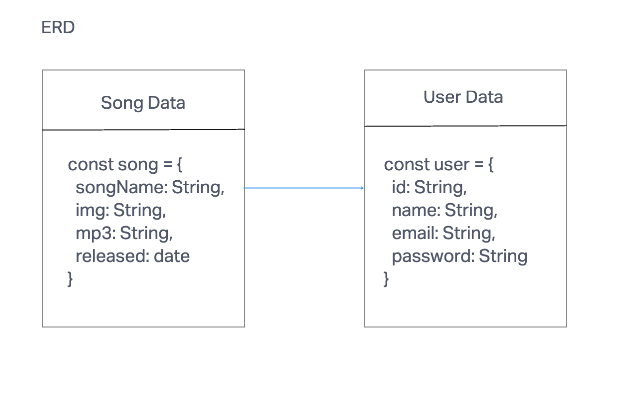 ERD
Song Data
const song = {
songName: String,
img: String,
mp3: String,
released: date
}
User Data
const user = {
id: String,
name: String,
email: String,
password: String
}